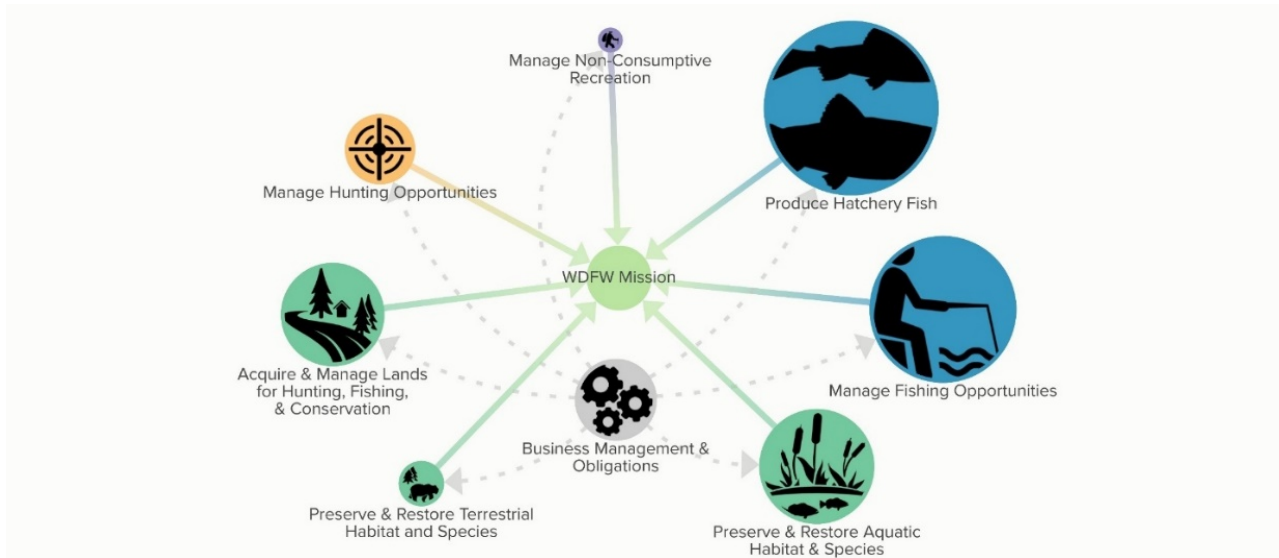 Manage Non-Consumptive
Recreation
Manage Hunting Opportunities
Produce Hatchery Fish
WDFW Mission
Acquire & Manage Lands
for Hunting, Fishing,
& Conservation
Manage Fishing Opportunities
Business Management &
Obligations
Preserve & Restore Terrestrial
Habitat and Species
Preserve & Restore Aquatic
Habitat & Species